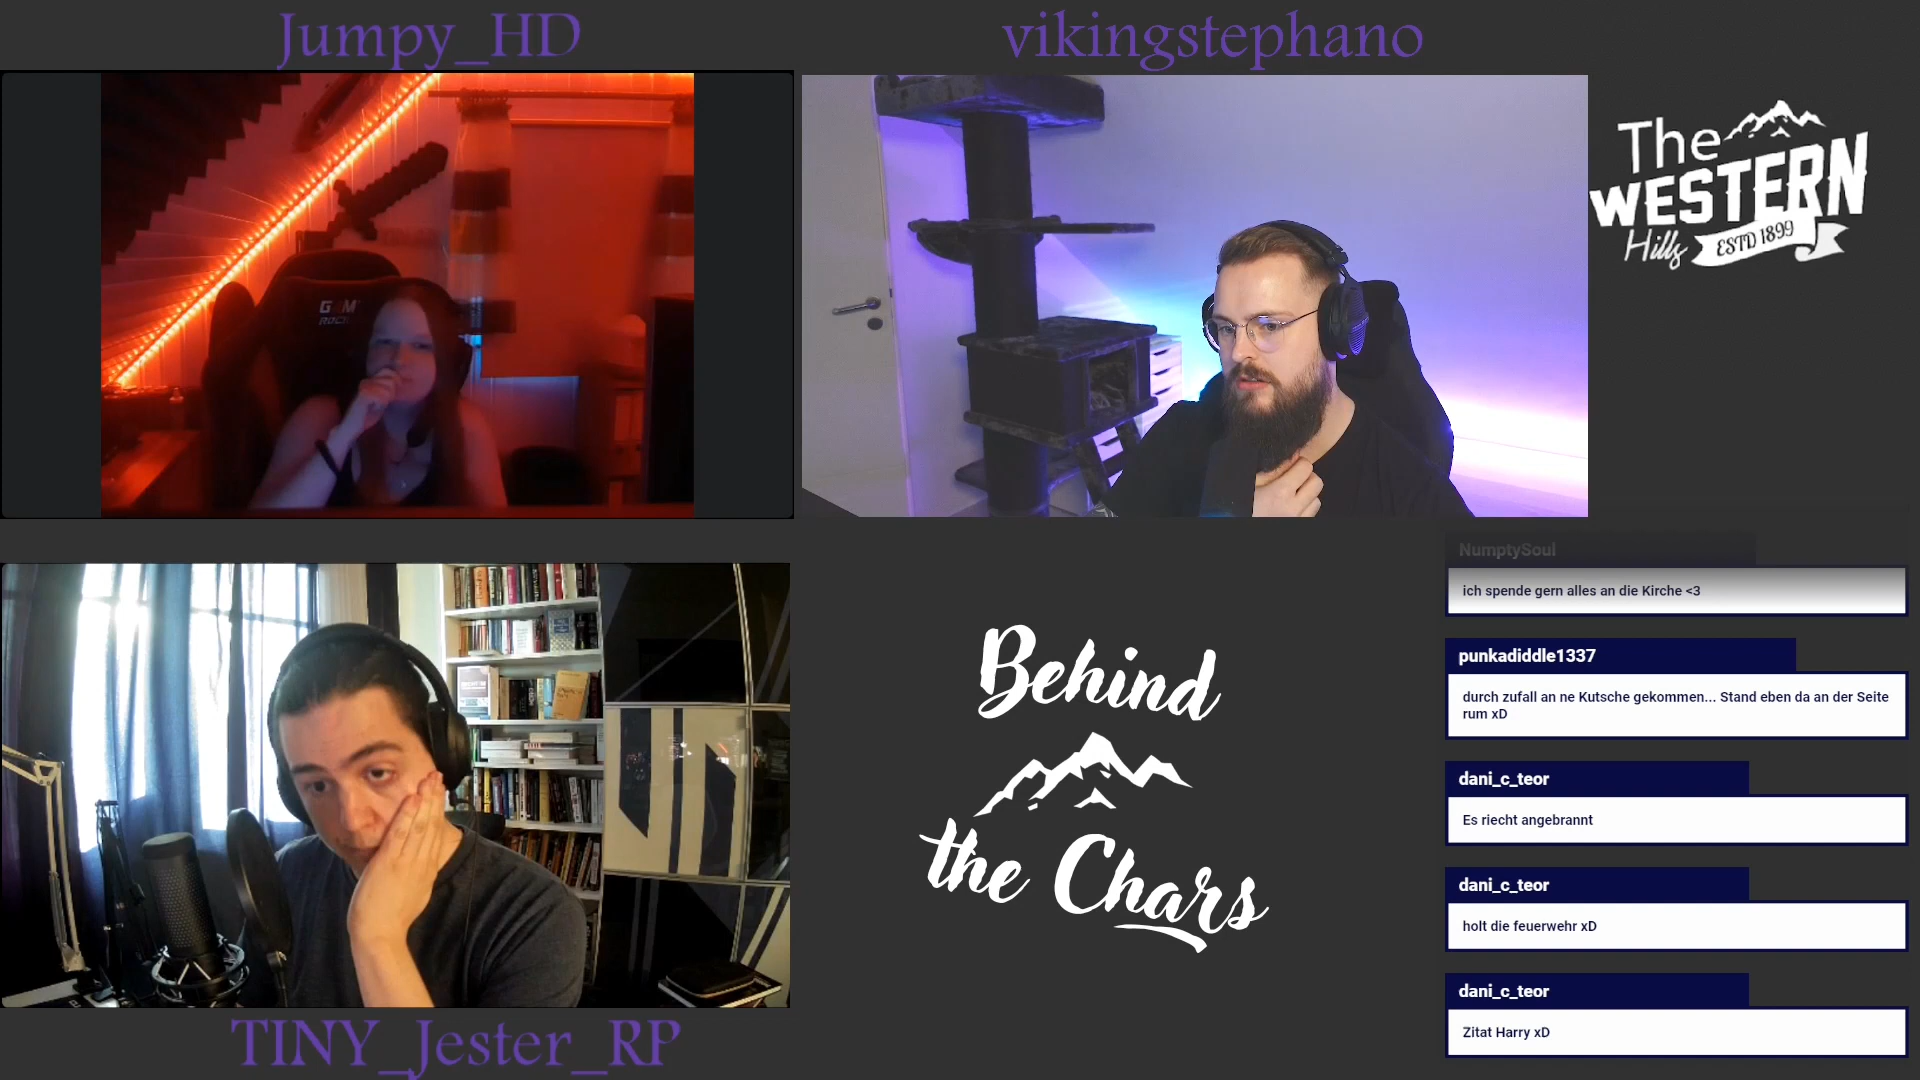 Jumpy_HD
vikingstephano
The
WESTERN
Hills
ESTD 1899
NumptySoul
ich spende gern alles an die Kirche <3
punkadiddle1337
durch zufall an ne Kutsche gekommen... Stand eben da an der Seite
rum xD
dani_c_teor
Es riecht angebrannt
dani_c_teor
holt die feuerwehr xD
dani_c_teor
Zitat Harry xD
Behind
the Chars
TINY_Jester_RP